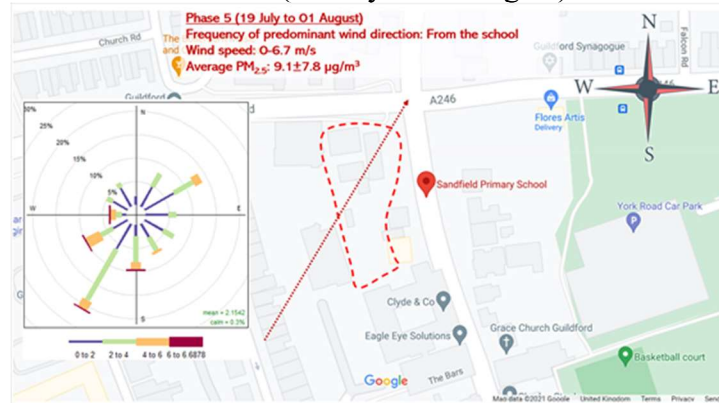 Phase 5 (19 July to 01 August)
Frequency of predominant wind direction: From the school
Wind speed: 0-6.7 m/s
Average PM2.5: 9.1±7.8 µg/m³
N
W
E
S
Church Rd
The
and
Guildford
Guildford Synagogue
Falcon Rd
A246
Flores Artis
Delivery
Sandfield Primary School
York Road Car Park
30%
25%
20%
15%
10%
5%
N
W
E
S
mean = 2.1542
calm = 0.3%
0 to 2
2 to 4
4 to 6
6 to 6.6878
Clyde & Co
Eagle Eye Solutions
Grace Church Guildford
Basketball court
The Bars
Google
Map data ©2021 Google
United Kingdom
Terms
Privacy